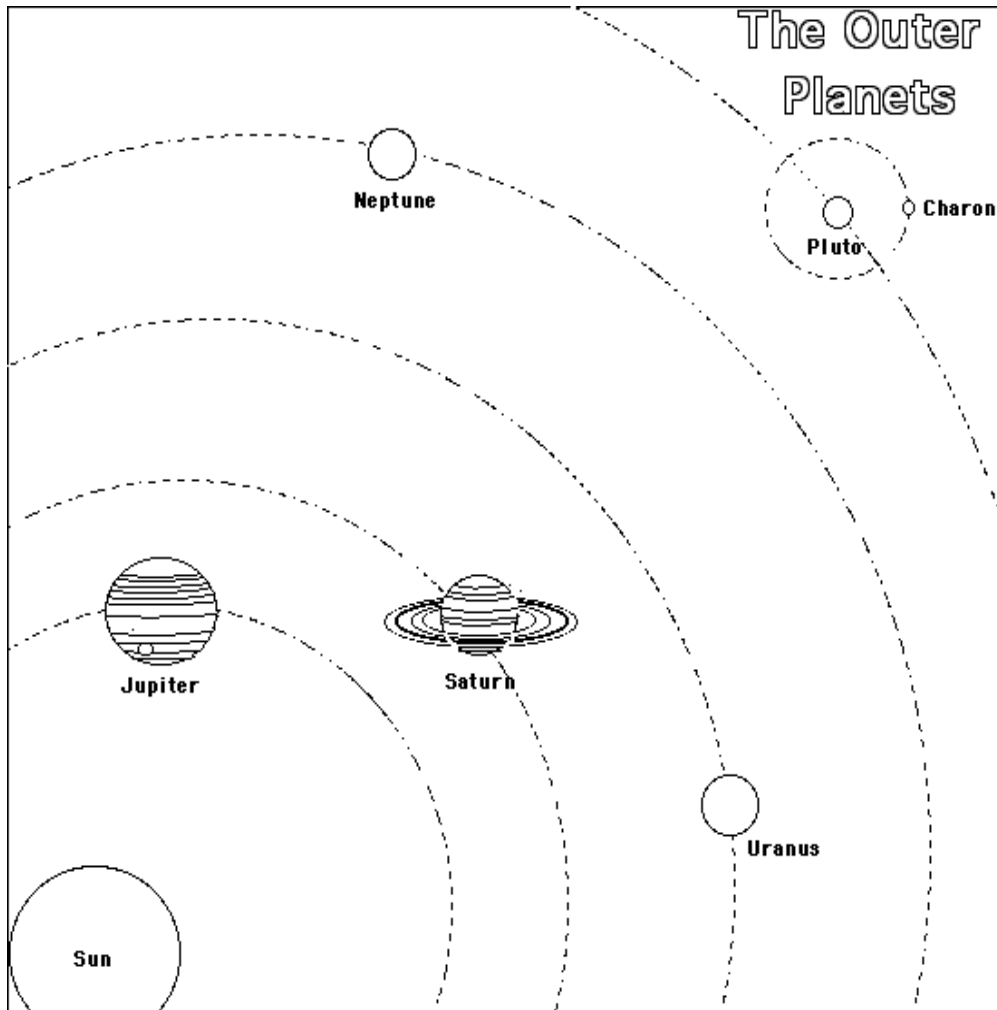 The Outer
Planets
Neptune
Charon
Pluto
Jupiter
Saturn
Uranus
Sun